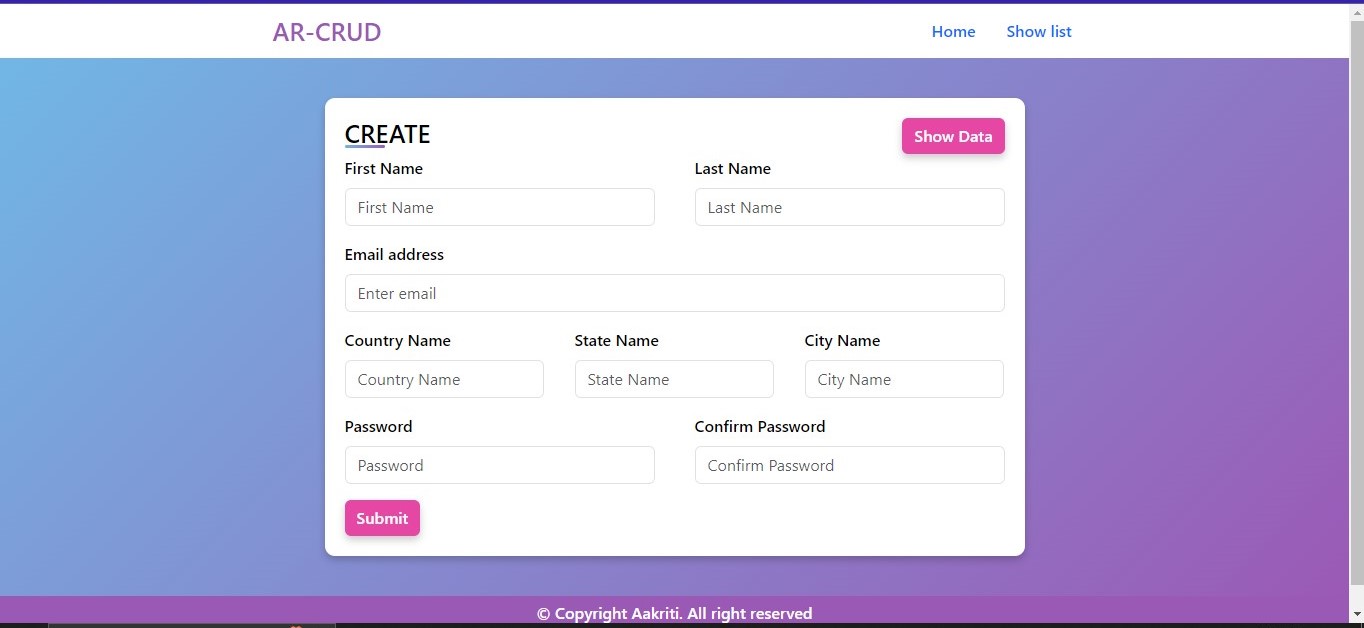 AR-CRUD Home Show list
CREATE Show Data
First Name Last Name
First Name Last Name
Email address
Enter email
Country Name State Name City Name
Country Name State Name City Name
Password Confirm Password
Password Confirm Password
Submit
© Copyright Aakriti. All right reserved